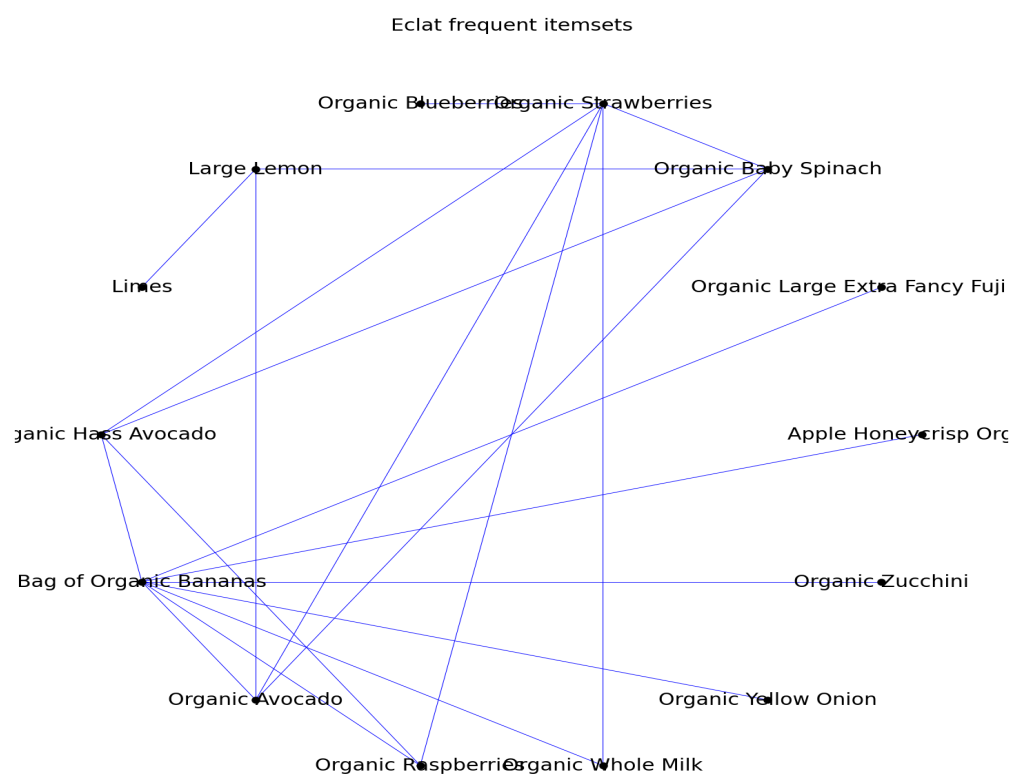 Eclat frequent itemsets
Organic Blueberries
Organic Strawberries
Large Lemon
Organic Baby Spinach
Limes
Organic Large Extra Fancy Fuji
ganic Hass Avocado
Apple Honeycrisp Org
Bag of Organic Bananas
Organic Zucchini
Organic Avocado
Organic Yellow Onion
Organic Raspberries
Organic Whole Milk